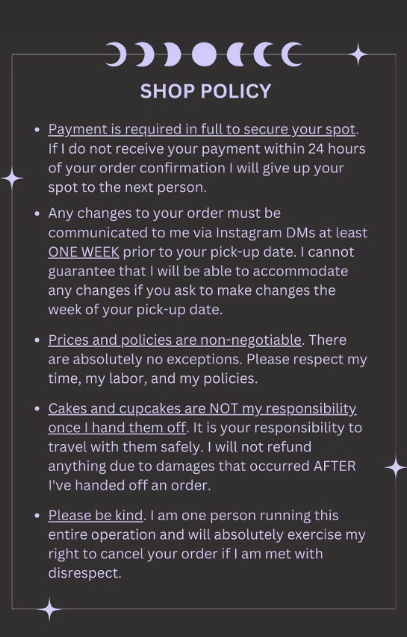 SHOP POLICY
• Payment is required in full to secure your spot.
If I do not receive your payment within 24 hours
of your order confirmation I will give up your
spot to the next person.
• Any changes to your order must be
communicated to me via Instagram DMs at least
ONE WEEK prior to your pick-up date. I cannot
guarantee that I will be able to accommodate
any changes if you ask to make changes the
week of your pick-up date.
• Prices and policies are non-negotiable. There
are absolutely no exceptions. Please respect my
time, my labor, and my policies.
• Cakes and cupcakes are NOT my responsibility
once I hand them off. It is your responsibility to
travel with them safely. I will not refund
anything due to damages that occurred AFTER
I've handed off an order.
• Please be kind. I am one person running this
entire operation and will absolutely exercise my
right to cancel your order if I am met with
disrespect.